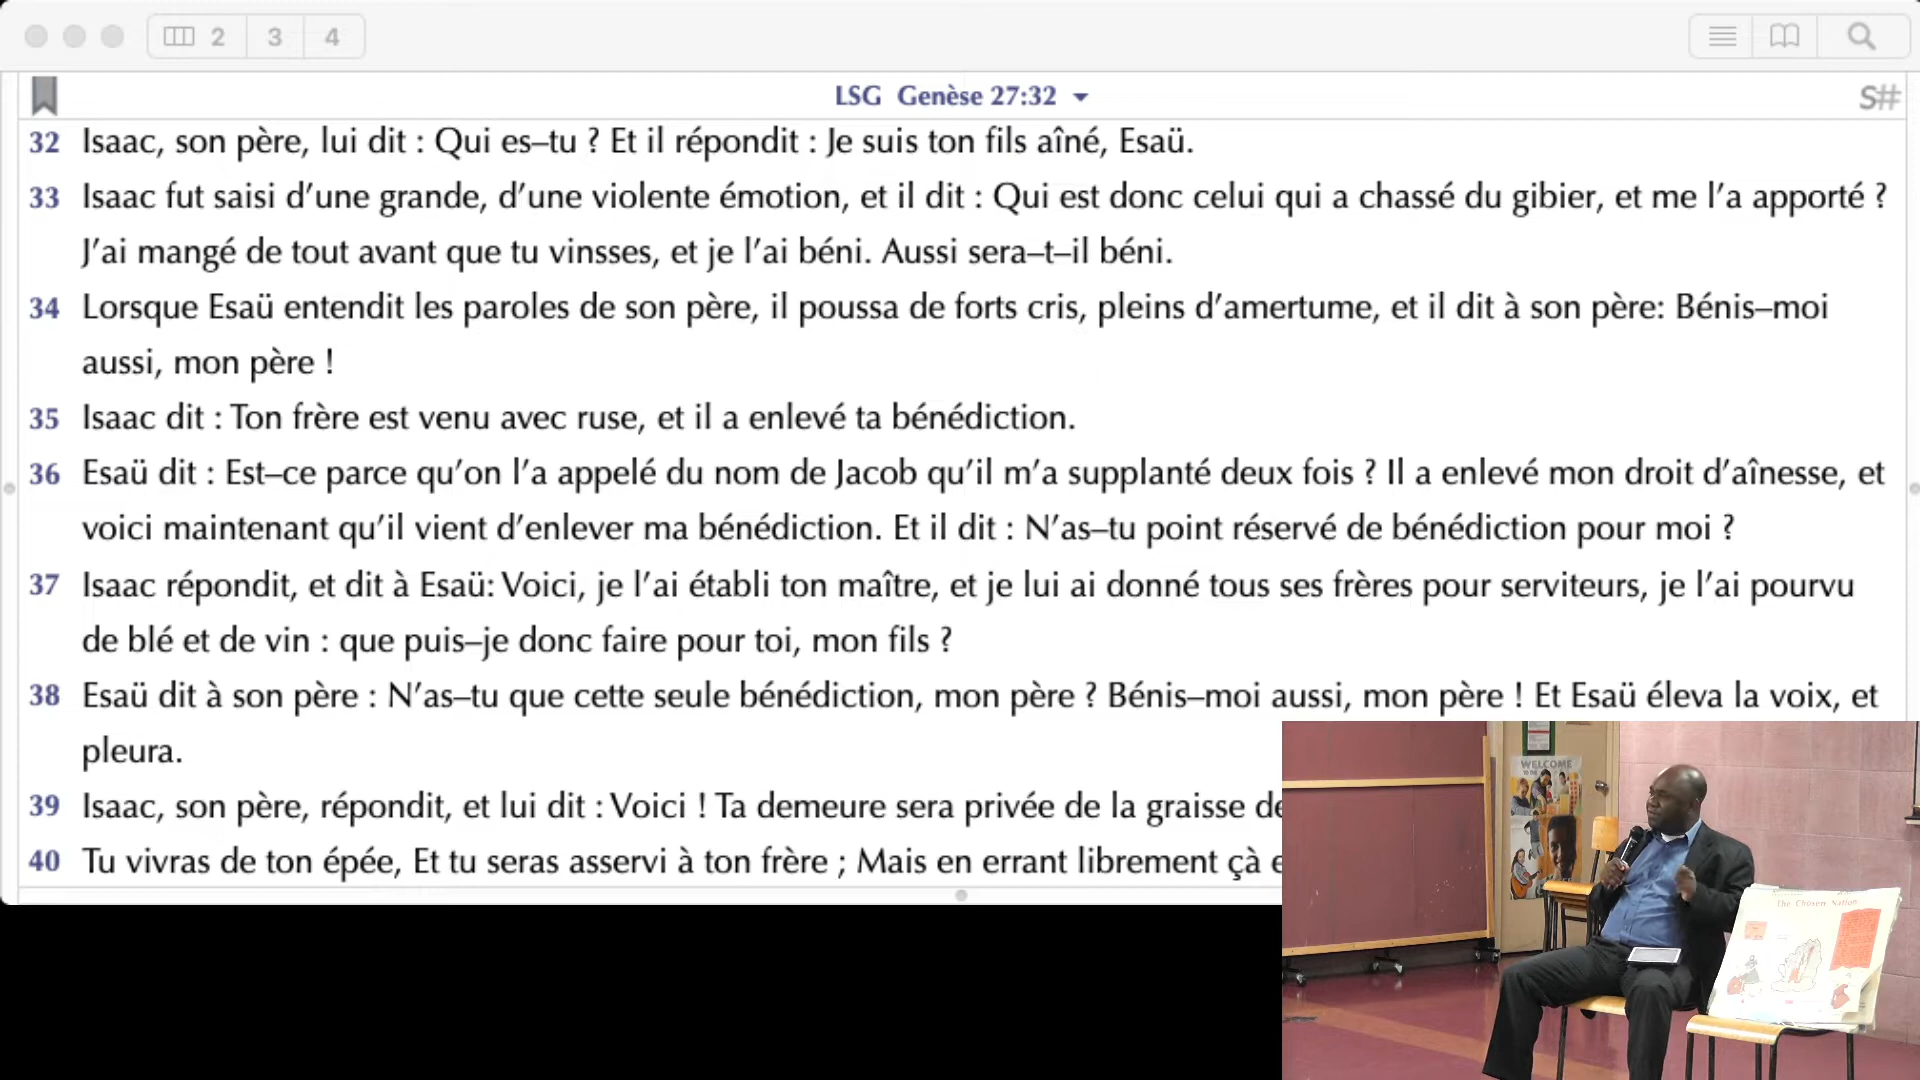 2 3 4
LSG Genèse 27:32
S#
32 Isaac, son père, lui dit : Qui es–tu ? Et il répondit : Je suis ton fils aîné, Esaü.
33 Isaac fut saisi d’une grande, d’une violente émotion, et il dit : Qui est donc celui qui a chassé du gibier, et me l’a apporté ?
J’ai mangé de tout avant que tu vinsses, et je l’ai béni. Aussi sera–t–il béni.
34 Lorsque Esaü entendit les paroles de son père, il poussa de forts cris, pleins d’amertume, et il dit à son père: Bénis–moi
aussi, mon père !
35 Isaac dit : Ton frère est venu avec ruse, et il a enlevé ta bénédiction.
36 Esaü dit : Est–ce parce qu’on l’a appelé du nom de Jacob qu’il m’a supplanté deux fois ? Il a enlevé mon droit d’aînesse, et
voici maintenant qu’il vient d’enlever ma bénédiction. Et il dit : N’as–tu point réservé de bénédiction pour moi ?
37 Isaac répondit, et dit à Esaü: Voici, je l’ai établi ton maître, et je lui ai donné tous ses frères pour serviteurs, je l’ai pourvu
de blé et de vin : que puis–je donc faire pour toi, mon fils ?
38 Esaü dit à son père : N’as–tu que cette seule bénédiction, mon père ? Bénis–moi aussi, mon père ! Et Esaü éleva la voix, et
pleura.
39 Isaac, son père, répondit, et lui dit : Voici ! Ta demeure sera privée de la graisse de
40 Tu vivras de ton épée, Et tu seras asservi à ton frère ; Mais en errant librement çà e
WELCOME
The Chosen Nation